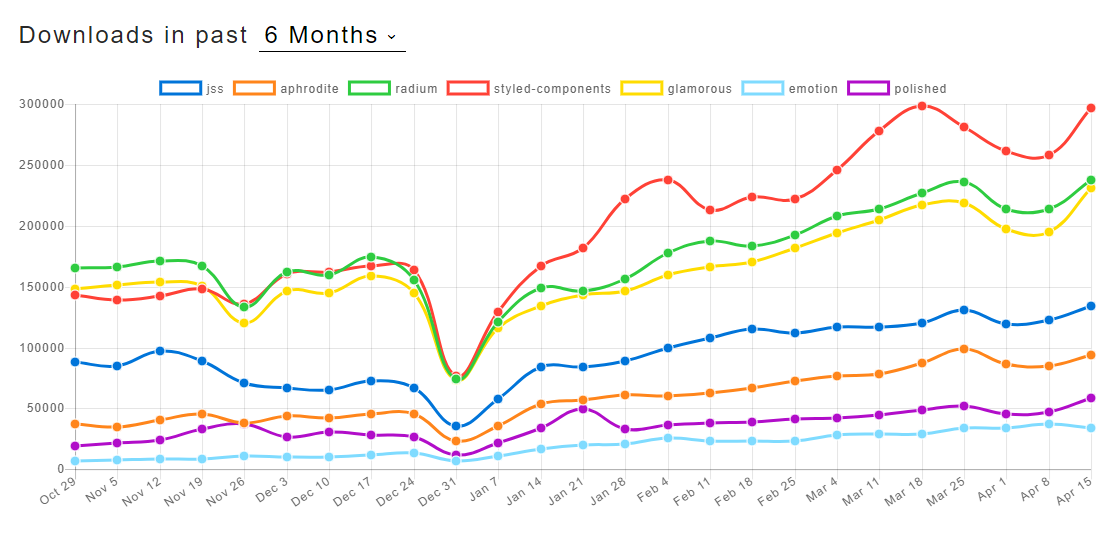 Downloads in past 6 Months
jss aphrodite radium styled-components glamorous emotion polished
300000
250000
200000
150000
100000
50000
0
Oct 29 Nov 5 Nov 12 Nov 19 Nov 26 Dec 3 Dec 10 Dec 17 Dec 24 Dec 31 Jan 7 Jan 14 Jan 21 Jan 28 Feb 4 Feb 11 Feb 18 Feb 25 Mar 4 Mar 11 Mar 18 Mar 25 Apr 1 Apr 8 Apr 15